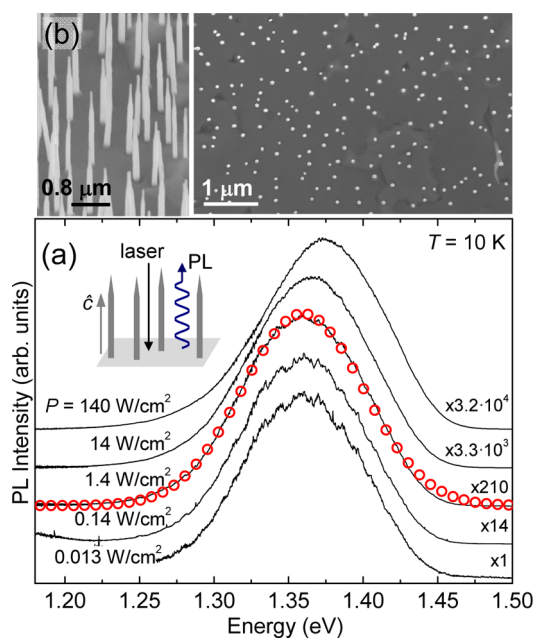 (b)
0.8 μm
1 μm
(a)
laser
PL
T = 10 K
ĉ
P = 140 W/cm²
x3.2·10⁴
14 W/cm²
x3.3·10³
1.4 W/cm²
x210
0.14 W/cm²
x14
0.013 W/cm²
x1
PL Intensity (arb. units)
1.20 1.25 1.30 1.35 1.40 1.45 1.50
Energy (eV)